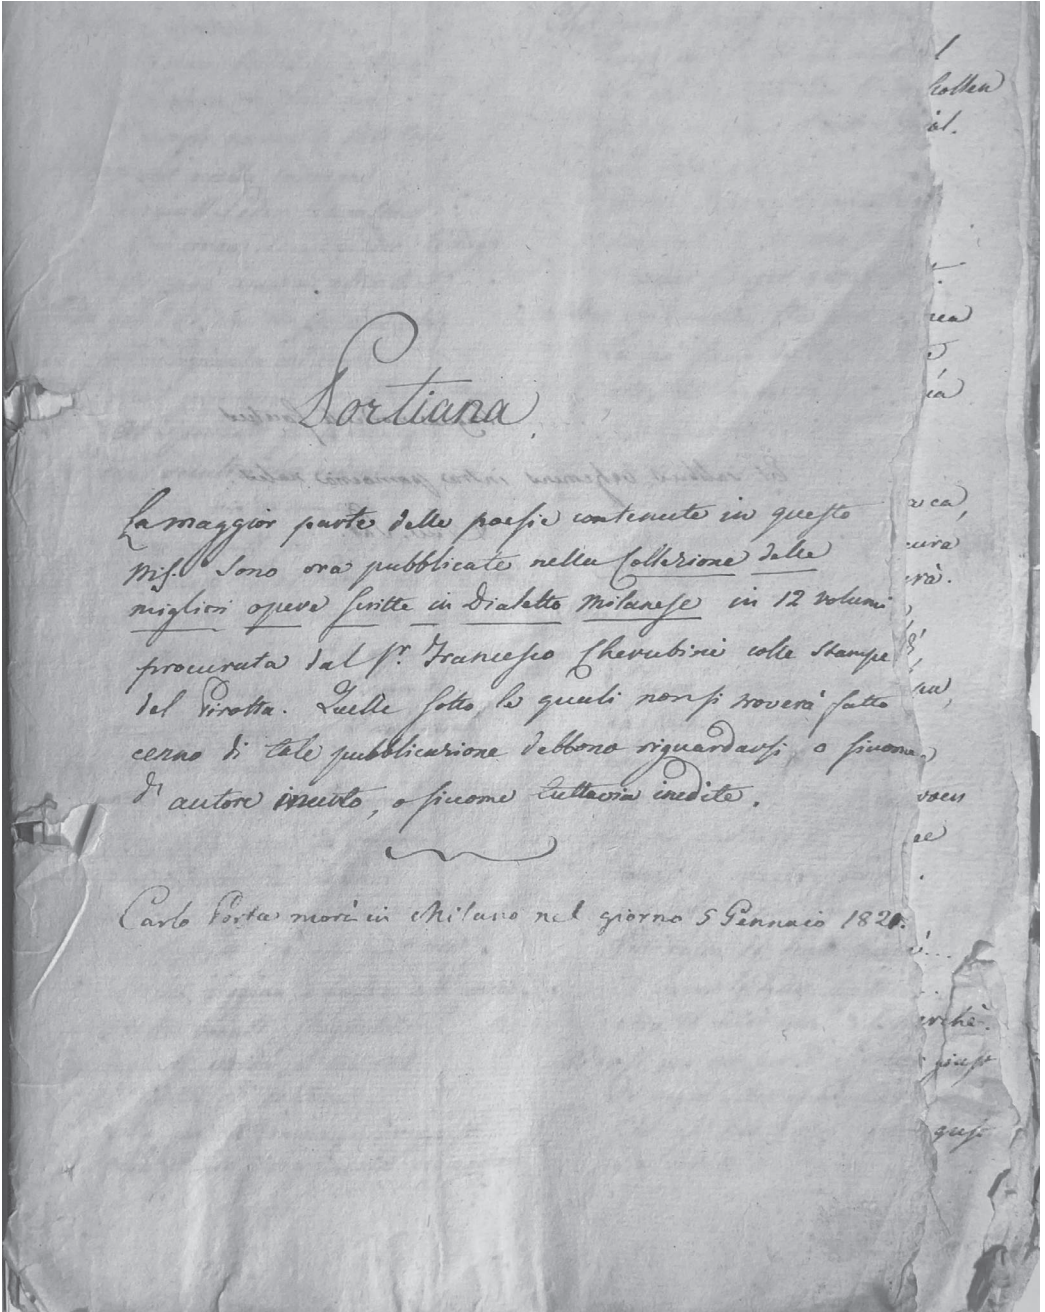 Portiana.
La maggior parte delle poesie contenute in questo
Ms. sono ora pubblicate nella Collezione delle
migliori opere scritte in Dialetto Milanese in 12 volumi
procurata dal Sr. Francesco Cherubini colle stampe
del Pirotta. Quelle sotto le quali non si troverà fatto
cenno di tale pubblicazione debbono riguardarsi, o siccome
d'autore incerto, o siccome tuttavia inedite.
Carlo Porta morì in Milano nel giorno 5 Gennaio 1821.